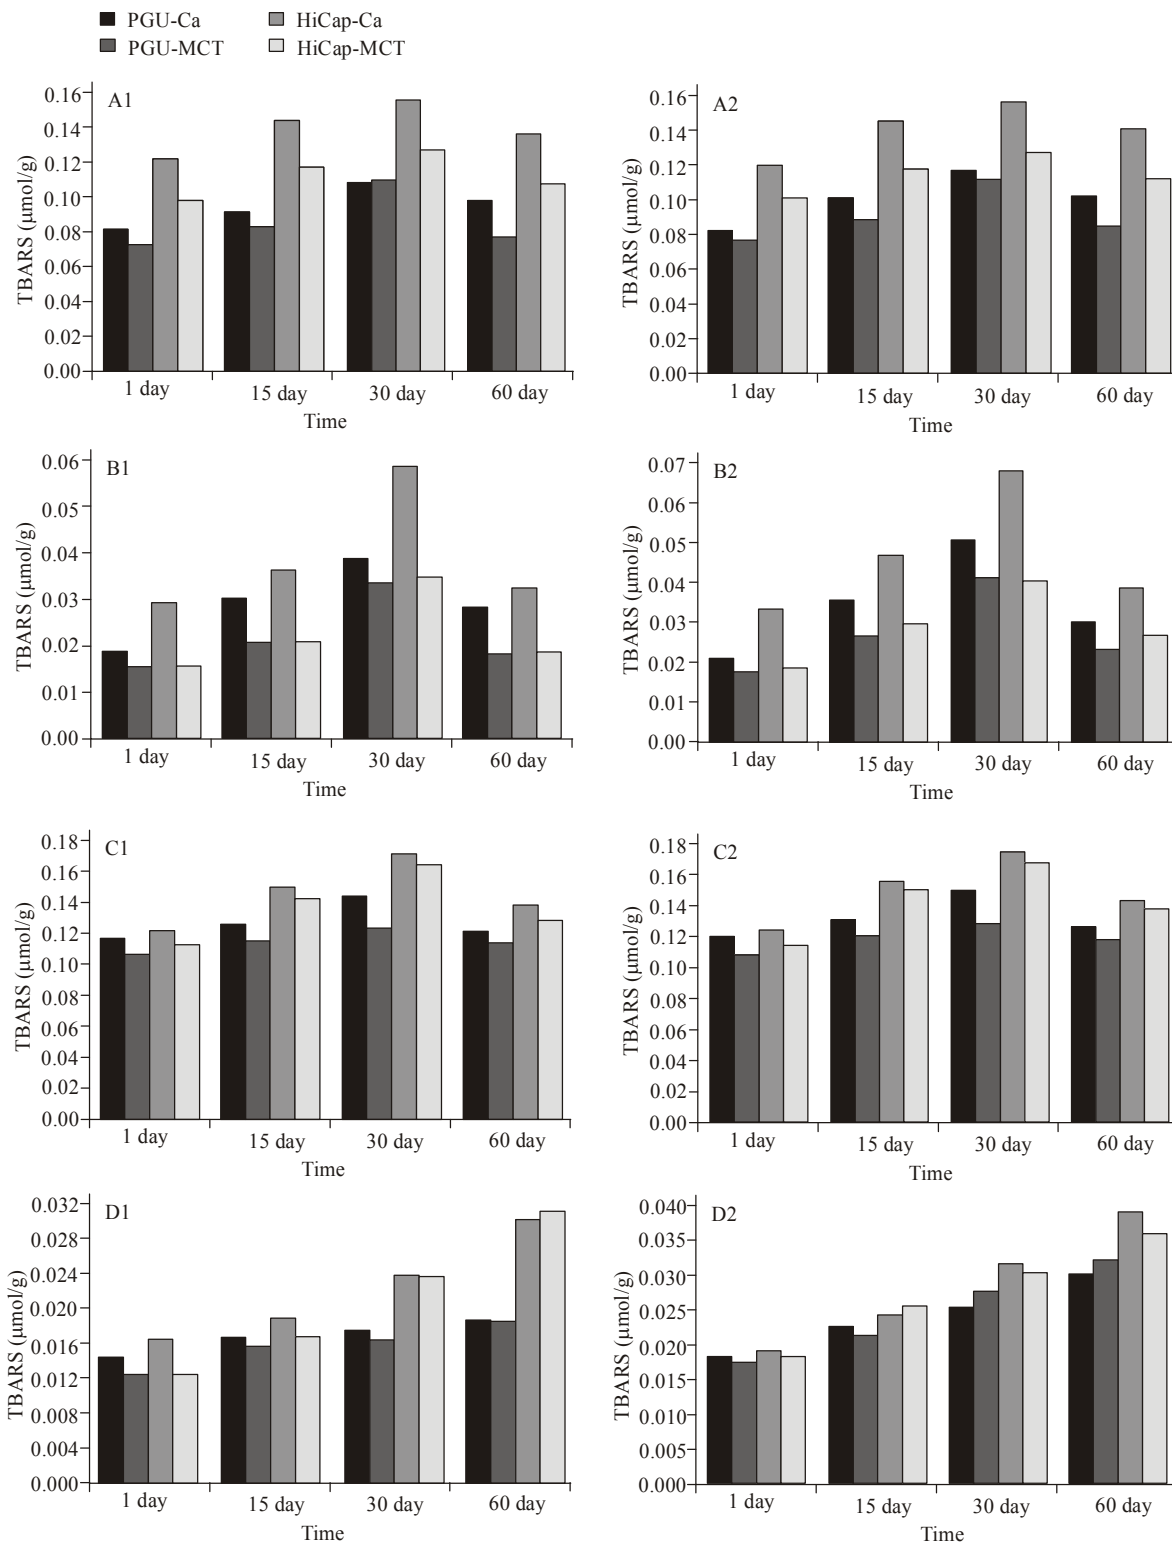 PGU-Ca
HiCap-Ca
PGU-MCT
HiCap-MCT
A1
TBARS (μmol/g)
0.16
0.14
0.12
0.10
0.08
0.06
0.04
0.02
0.00
1 day
15 day
30 day
60 day
Time
A2
TBARS (μmol/g)
0.16
0.14
0.12
0.10
0.08
0.06
0.04
0.02
0.00
1 day
15 day
30 day
60 day
Time
B1
TBARS (μmol/g)
0.06
0.05
0.04
0.03
0.02
0.01
0.00
1 day
15 day
30 day
60 day
Time
B2
TBARS (μmol/g)
0.07
0.06
0.05
0.04
0.03
0.02
0.01
0.00
1 day
15 day
30 day
60 day
Time
C1
TBARS (μmol/g)
0.18
0.16
0.14
0.12
0.10
0.08
0.06
0.04
0.02
0.00
1 day
15 day
30 day
60 day
Time
C2
TBARS (μmol/g)
0.18
0.16
0.14
0.12
0.10
0.08
0.06
0.04
0.02
0.00
1 day
15 day
30 day
60 day
Time
D1
TBARS (μmol/g)
0.032
0.028
0.024
0.020
0.016
0.012
0.008
0.004
0.000
1 day
15 day
30 day
60 day
Time
D2
TBARS (μmol/g)
0.040
0.035
0.030
0.025
0.020
0.015
0.010
0.005
0.000
1 day
15 day
30 day
60 day
Time